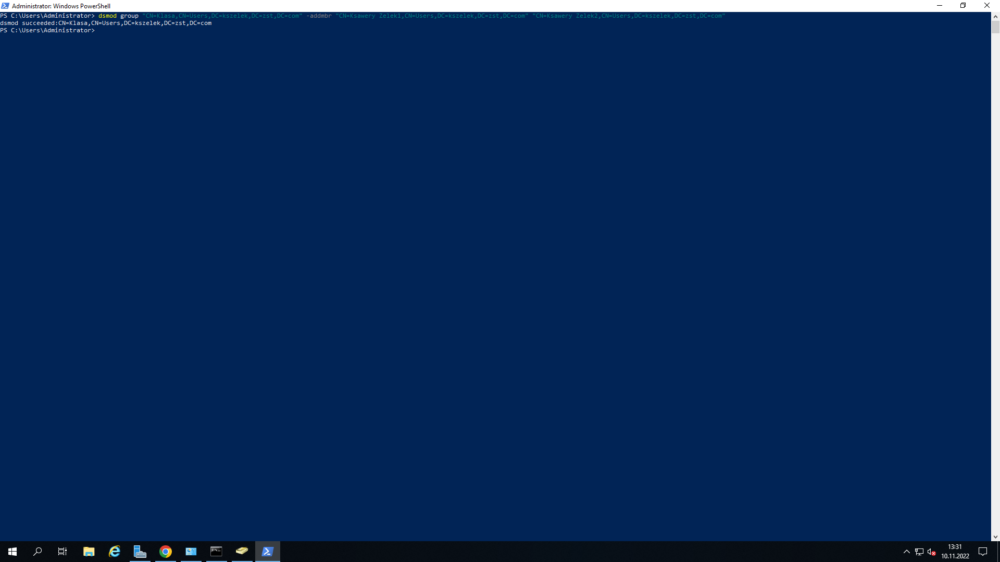 Administrator: Windows PowerShell
PS C:\Users\Administrator> dsmod group "CN=Klasa,CN=Users,DC=kszelek,DC=zst,DC=com" -addmbr "CN=Ksawery Zelek1,CN=Users,DC=kszelek,DC=zst,DC=com" "CN=Ksawery Zelek2,CN=Users,DC=kszelek,DC=zst,DC=com"
dsmod succeeded:CN=Klasa,CN=Users,DC=kszelek,DC=zst,DC=com
PS C:\Users\Administrator>
13:31
10.11.2022